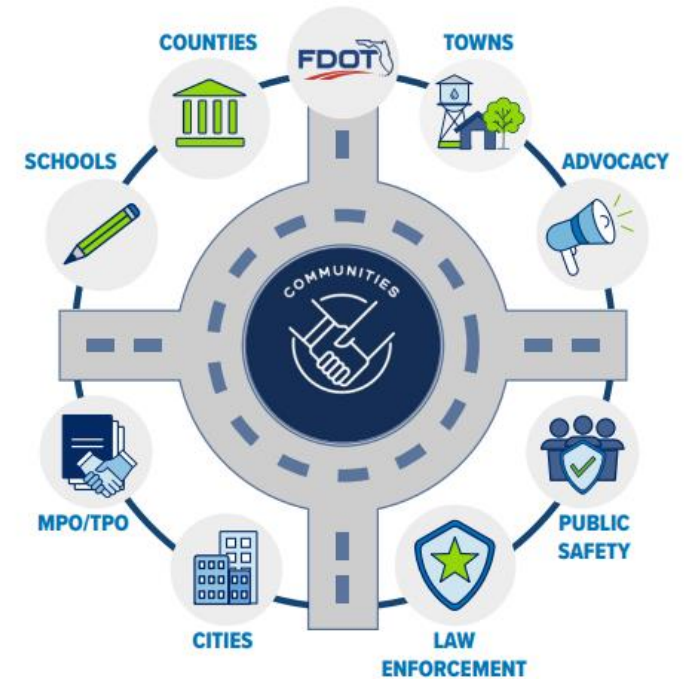 COUNTIES
FDOT
TOWNS
SCHOOLS
ADVOCACY
COMMUNITIES
MPO/TPO
PUBLIC
SAFETY
CITIES
LAW
ENFORCEMENT